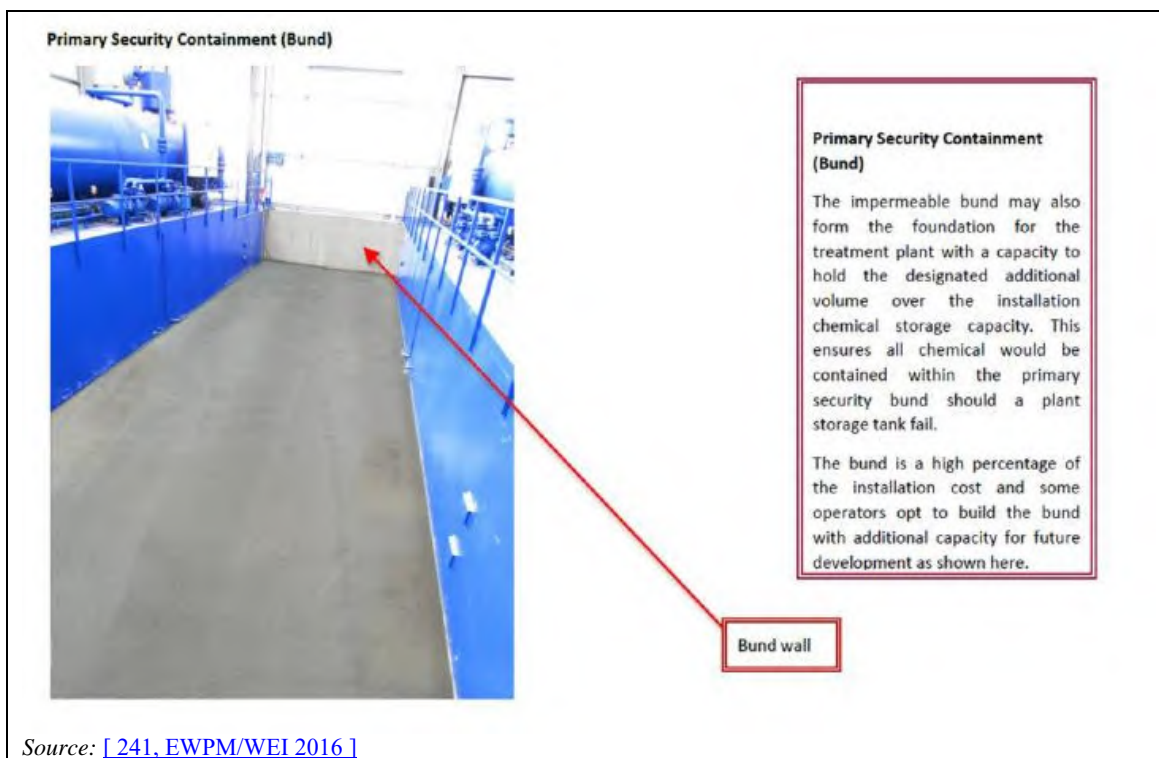 Primary Security Containment (Bund)
Primary Security Containment
(Bund)
The impermeable bund may also
form the foundation for the
treatment plant with a capacity to
hold the designated additional
volume over the installation
chemical storage capacity. This
ensures all chemical would be
contained within the primary
security bund should a plant
storage tank fail.
The bund is a high percentage of
the installation cost and some
operators opt to build the bund
with additional capacity for future
development as shown here.
Bund wall
Source: [ 241, EWPM/WEI 2016 ]